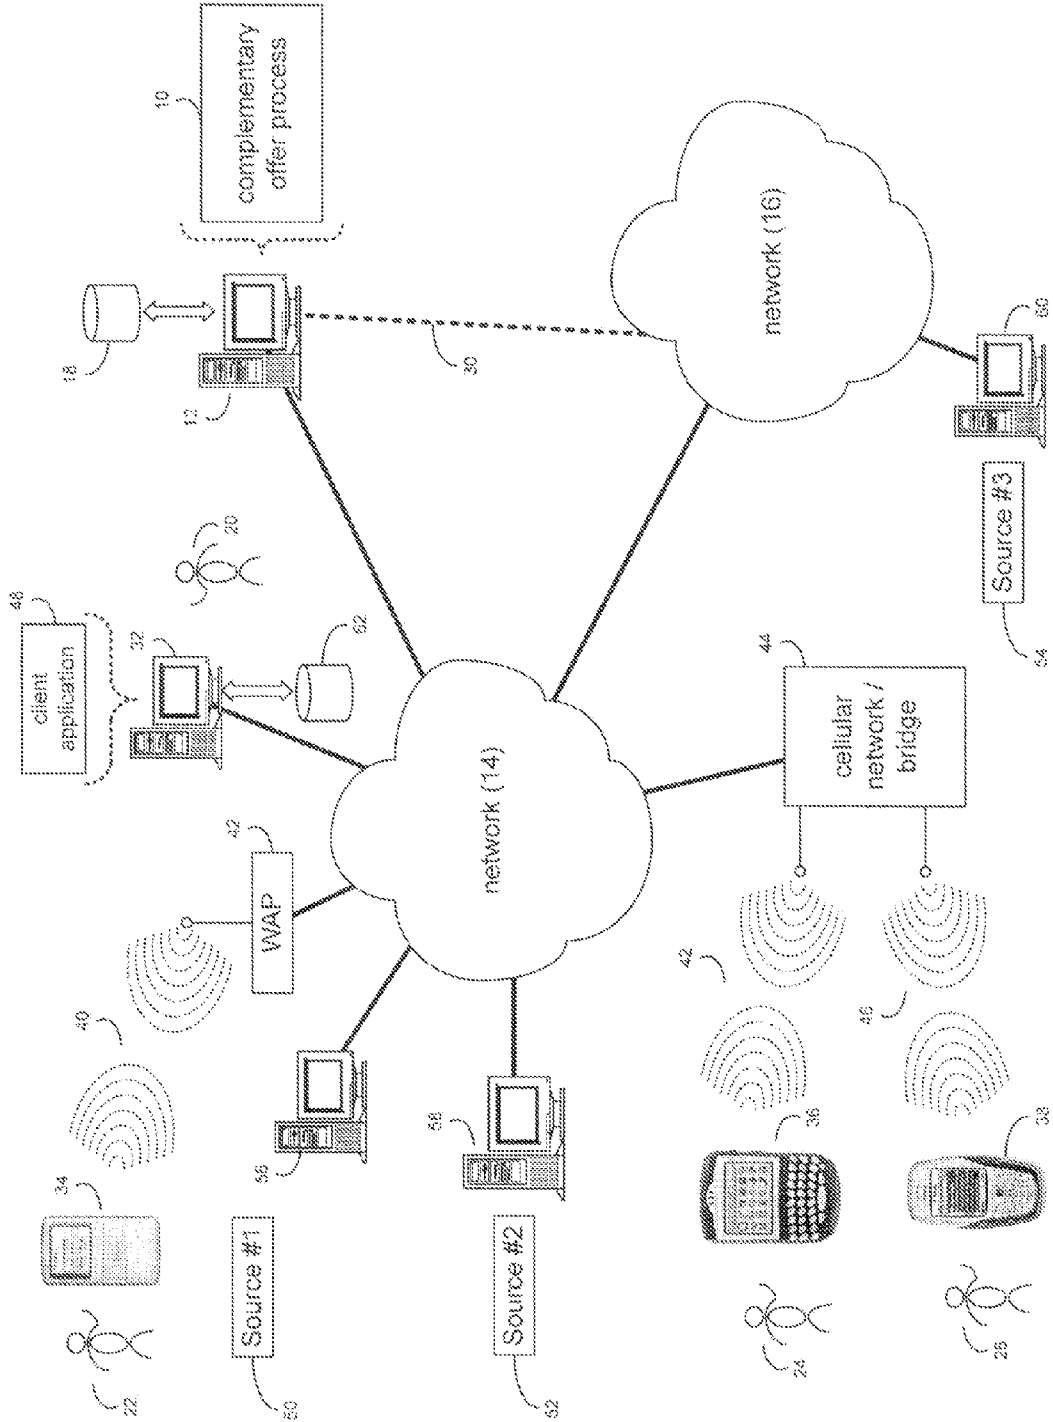 10
complementary
offer process
18
12
30
network (16)
60
Source #3
54
20
48
client
application
32
62
44
cellular
network /
bridge
network (14)
42
WAP
40
42
46
34
56
58
36
38
Source #1
50
Source #2
52
22
24
26